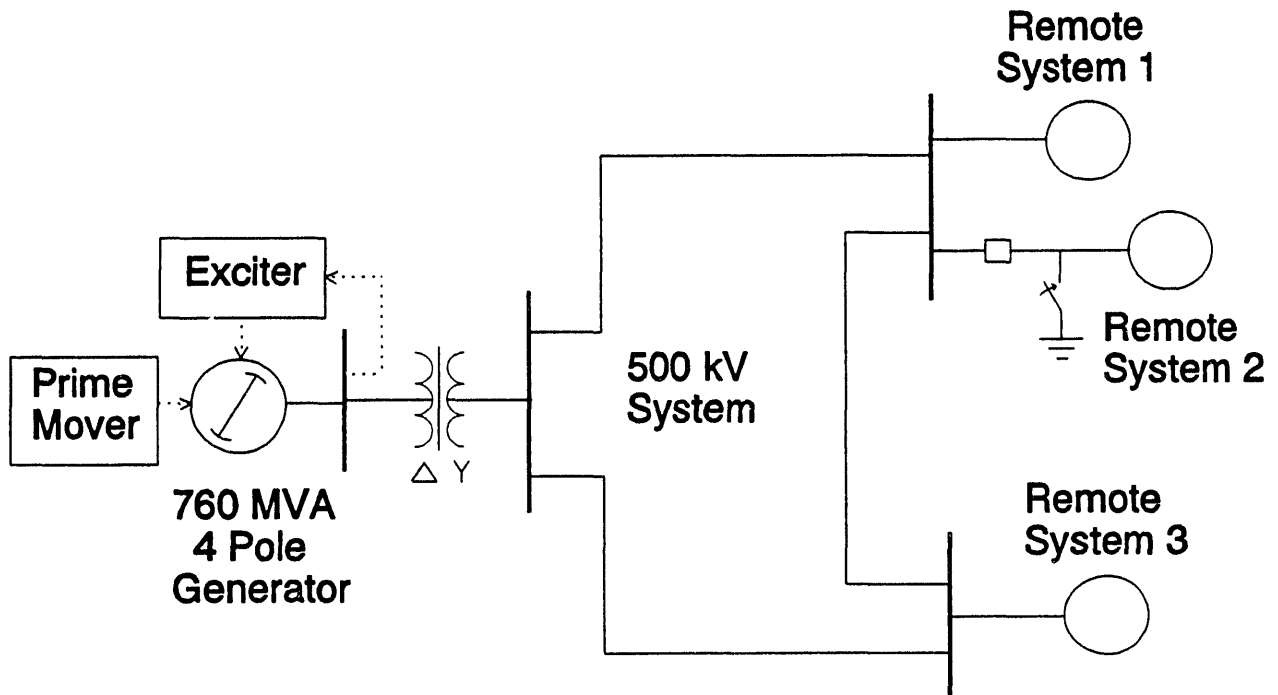 Remote
System 1
Exciter
Remote
System 2
500 kV
System
Prime
Mover
Δ Y
760 MVA
4 Pole
Generator
Remote
System 3